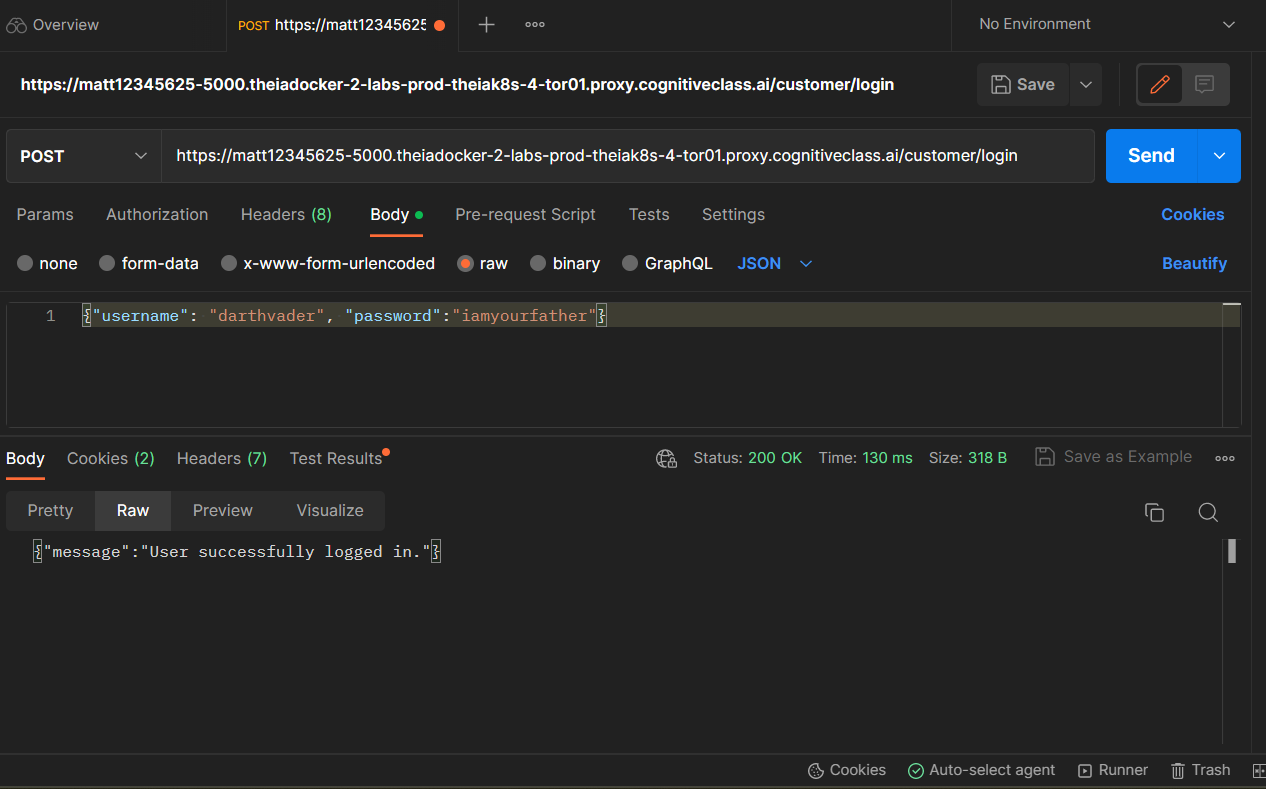 Overview
POST https://matt12345625
No Environment
https://matt12345625-5000.theiadocker-2-labs-prod-theiak8s-4-tor01.proxy.cognitiveclass.ai/customer/login
Save
POST
https://matt12345625-5000.theiadocker-2-labs-prod-theiak8s-4-tor01.proxy.cognitiveclass.ai/customer/login
Send
Params Authorization Headers (8) Body Pre-request Script Tests Settings Cookies
none form-data x-www-form-urlencoded raw binary GraphQL JSON Beautify
1 {"username": "darthvader", "password":"iamyourfather"}
Body Cookies (2) Headers (7) Test Results Status: 200 OK Time: 130 ms Size: 318 B Save as Example
Pretty Raw Preview Visualize
{"message":"User successfully logged in."}
Cookies Auto-select agent Runner Trash